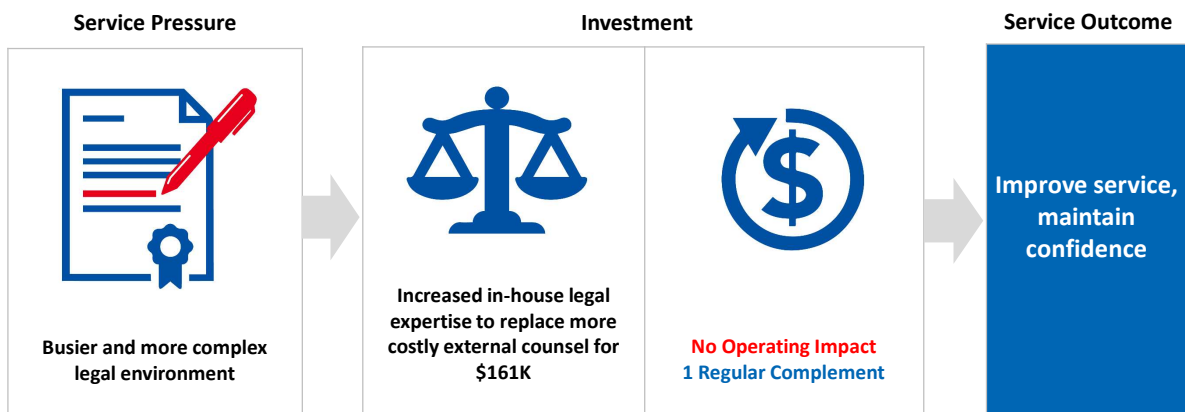 Service Pressure
Investment
Service Outcome
Busier and more complex
legal environment
Increased in-house legal
expertise to replace more
costly external counsel for
$161K
$
No Operating Impact
1 Regular Complement
Improve service,
maintain
confidence